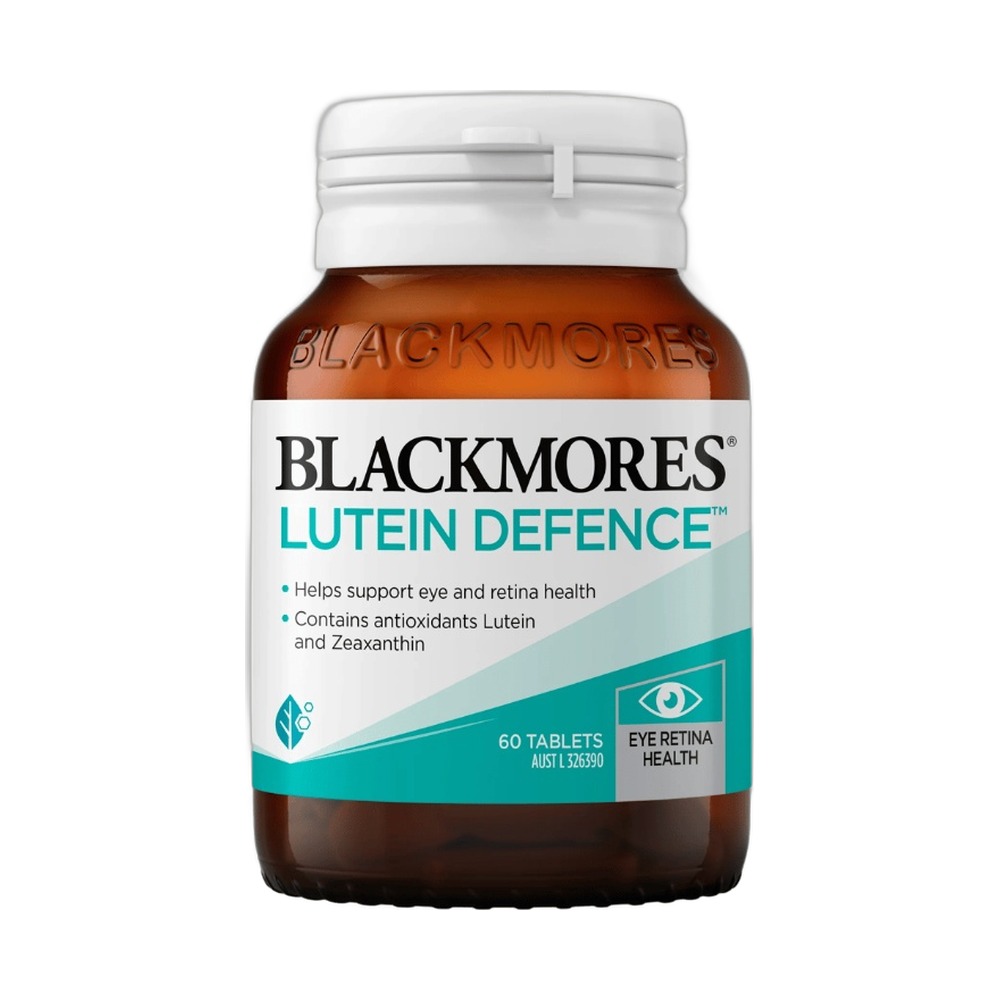 BLACKMORES
BLACKMORES®
LUTEIN DEFENCE™
• Helps support eye and retina health
• Contains antioxidants Lutein
and Zeaxanthin
60 TABLETS
AUST L 326390
EYE RETINA
HEALTH